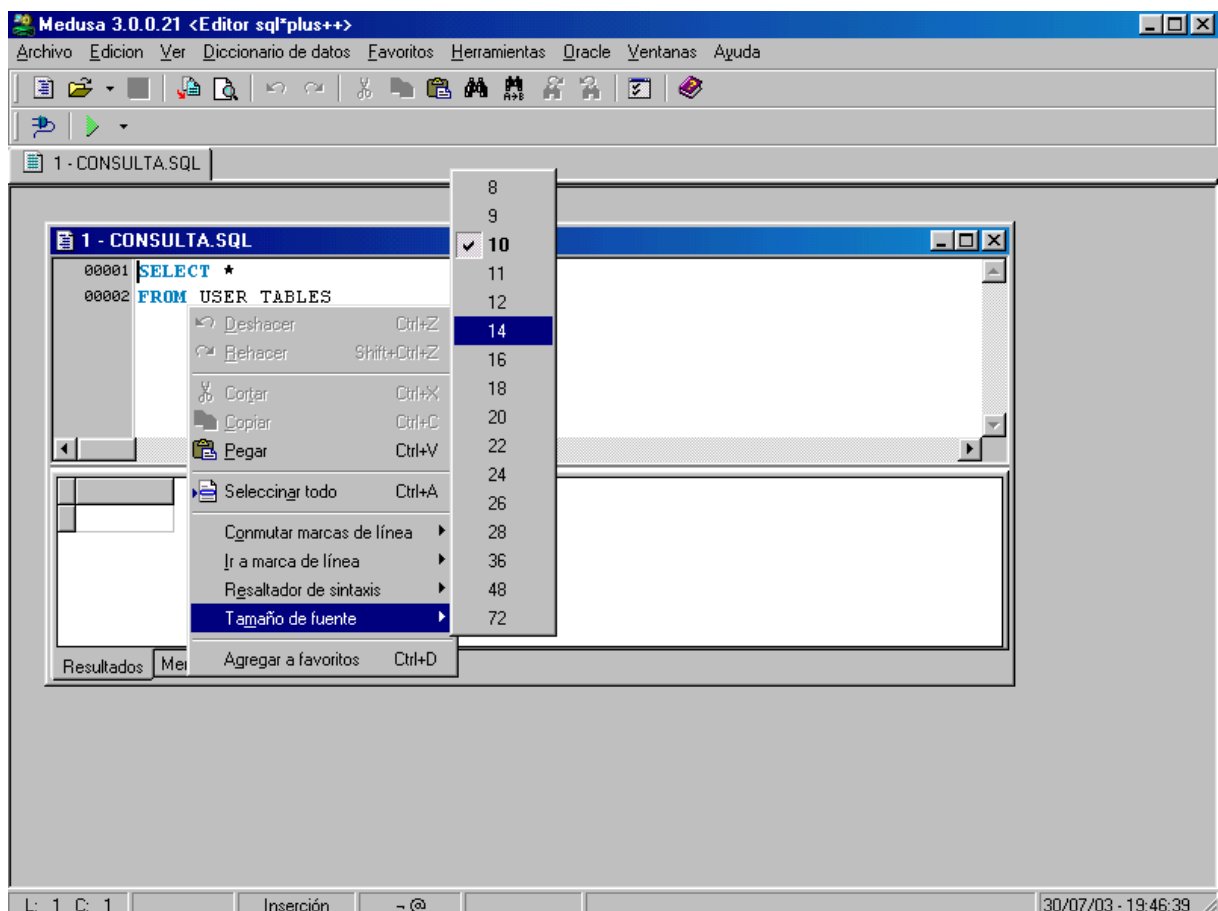 Medusa 3.0.0.21 <Editor sql*plus++>
Archivo Edicion Ver Diccionario de datos Favoritos Herramientas Oracle Ventanas Ayuda
1 - CONSULTA.SQL
1 - CONSULTA.SQL
00001 SELECT *
00002 FROM USER TABLES
Deshacer Ctrl+Z
Rehacer Shift+Ctrl+Z
Cortar Ctrl+X
Copiar Ctrl+C
Pegar Ctrl+V
Seleccinar todo Ctrl+A
Conmutar marcas de línea
Ir a marca de línea
Resaltador de sintaxis
Tamaño de fuente
Agregar a favoritos Ctrl+D
8
9
10
11
12
14
16
18
20
22
24
26
28
36
48
72
Resultados
L: 1 C: 1 Inserción ¬ @ 30/07/03 - 19:46:39